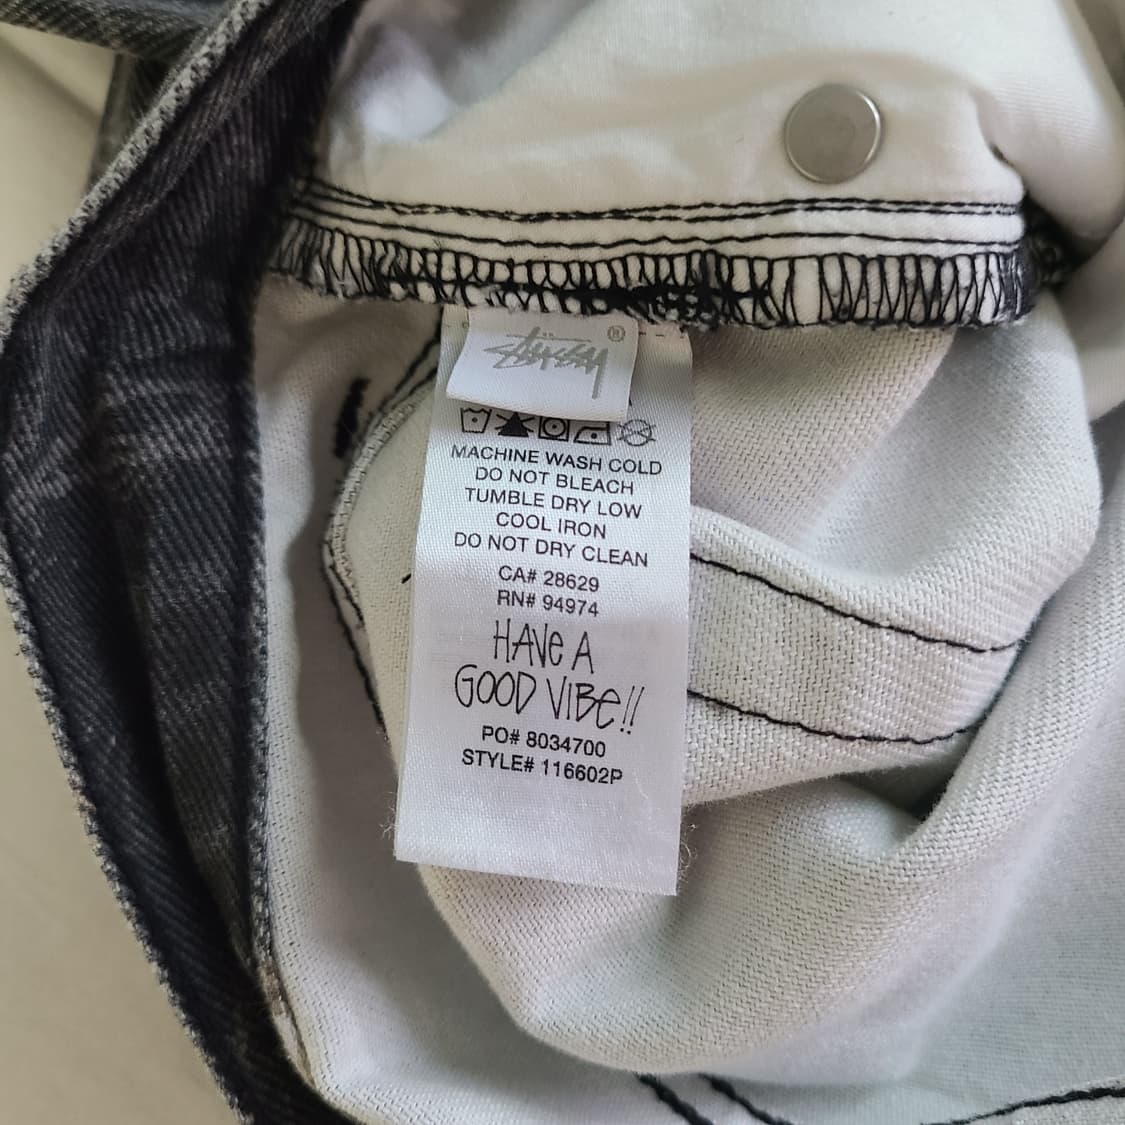 Stüssy ®
MACHINE WASH COLD
DO NOT BLEACH
TUMBLE DRY LOW
COOL IRON
DO NOT DRY CLEAN
CA# 28629
RN# 94974
HAVE A
GOOD VIBE!!
PO# 8034700
STYLE# 116602P